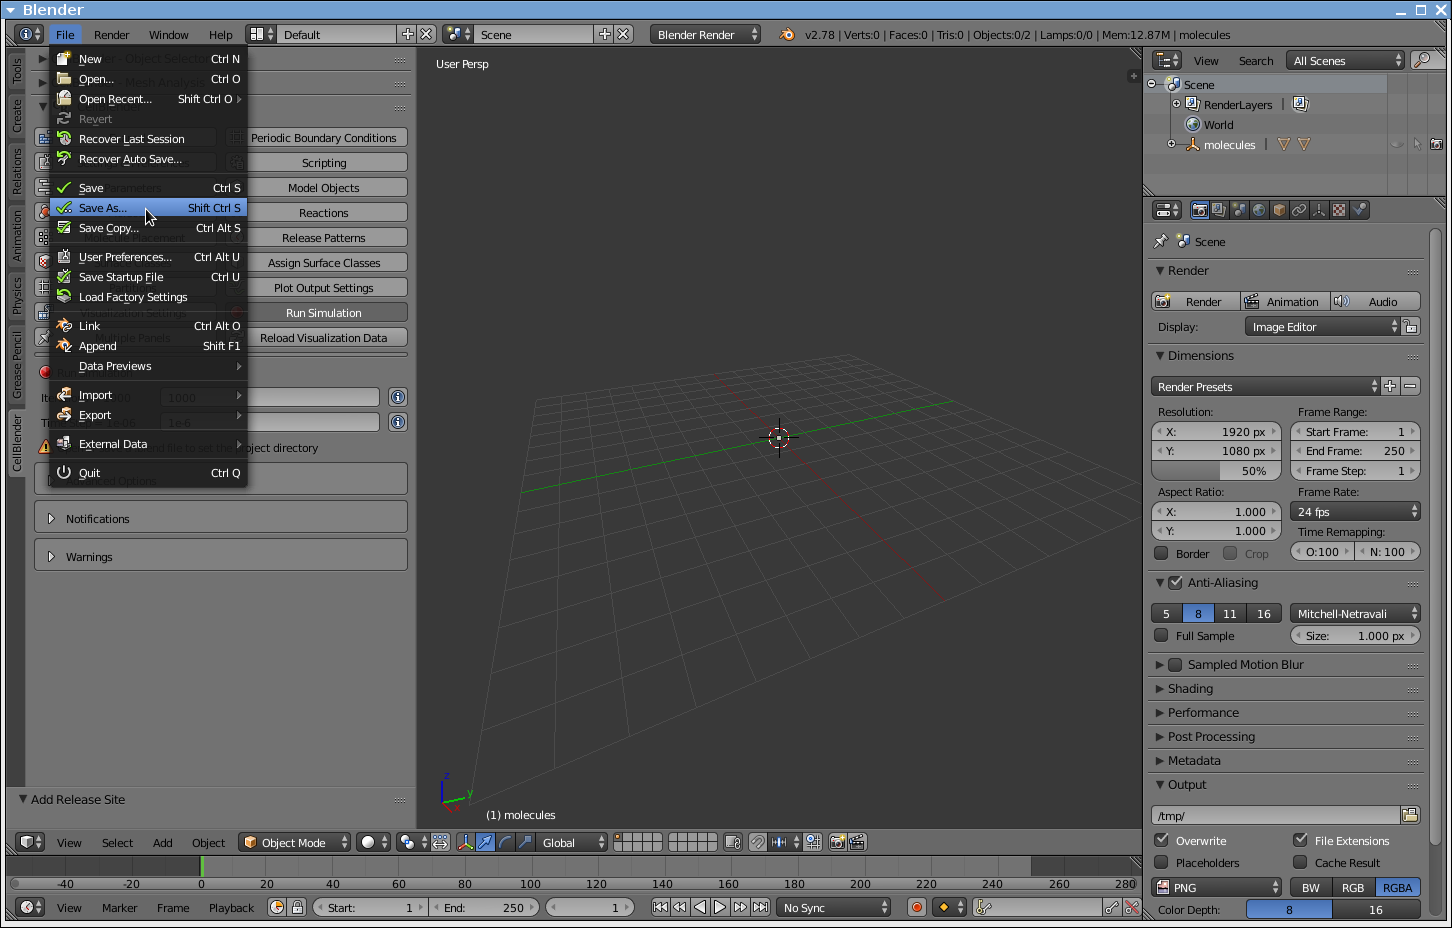 Blender
File Render Window Help Default Scene Blender Render v2.78 | Verts:0 | Faces:0 | Tris:0 | Objects:0/2 | Lamps:0/0 | Mem:12.87M | molecules
New Ctrl N
Open... Ctrl O
Open Recent... Shift Ctrl O
Revert
Recover Last Session
Recover Auto Save...
Save Ctrl S
Save As... Shift Ctrl S
Save Copy... Ctrl Alt S
User Preferences... Ctrl Alt U
Save Startup File Ctrl U
Load Factory Settings
Link Ctrl Alt O
Append Shift F1
Data Previews
Import
Export
External Data
Quit Ctrl Q
Tools
Create
Relations
Animation
Physics
Grease Pencil
CellBlender
Periodic Boundary Conditions
Scripting
Model Objects
Reactions
Release Patterns
Assign Surface Classes
Plot Output Settings
Run Simulation
Reload Visualization Data
1000
1e-6
file to set the project directory
Advanced Options
Notifications
Warnings
Add Release Site
User Persp
z
y
(1) molecules
View Select Add Object Object Mode Global
-40 -20 0 20 40 60 80 100 120 140 160 180 200 220 240 260 280
View Marker Frame Playback Start: 1 End: 250 1 No Sync
View Search All Scenes
Scene
RenderLayers
World
molecules
Scene
Render
Render Animation Audio
Display: Image Editor
Dimensions
Render Presets
Resolution: Frame Range:
X: 1920 px Start Frame: 1
Y: 1080 px End Frame: 250
50% Frame Step: 1
Aspect Ratio: Frame Rate:
X: 1.000 24 fps
Y: 1.000 Time Remapping:
Border Crop O:100 N: 100
Anti-Aliasing
5 8 11 16 Mitchell-Netravali
Full Sample Size: 1.000 px
Sampled Motion Blur
Shading
Performance
Post Processing
Metadata
Output
/tmp/
Overwrite File Extensions
Placeholders Cache Result
PNG BW RGB RGBA
Color Depth: 8 16